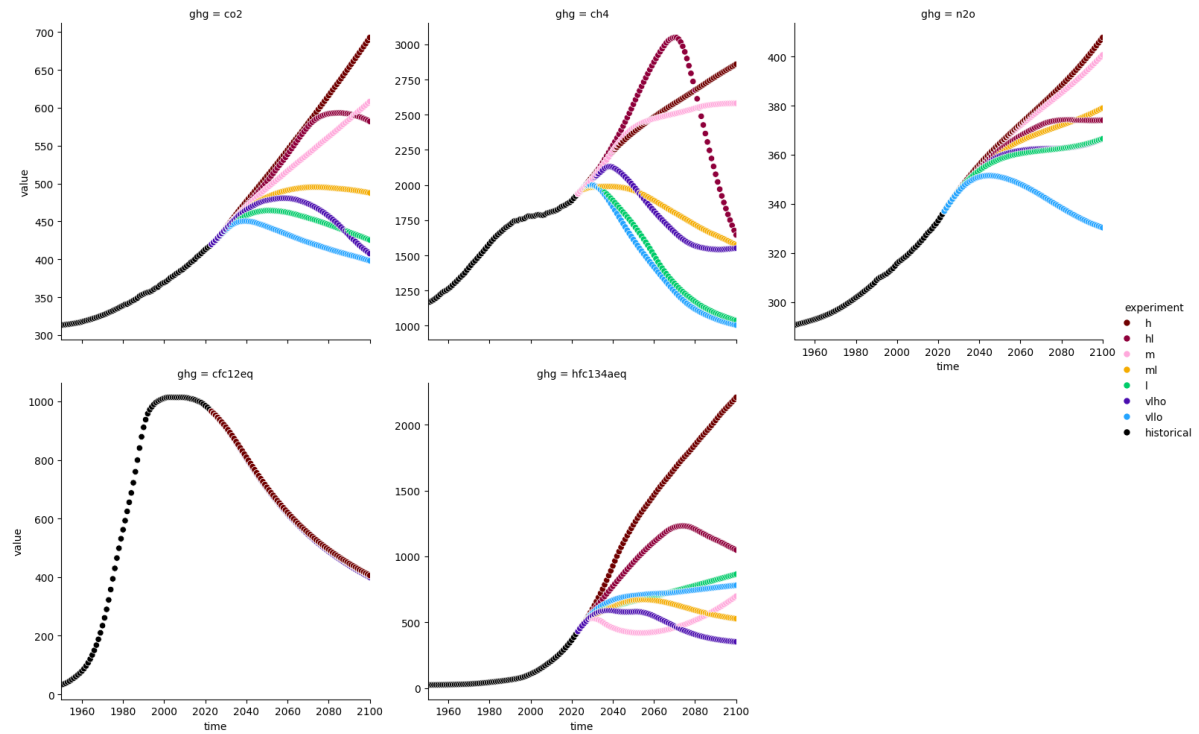 ghg = co2
ghg = ch4
ghg = n2o
700
650
600
550
500
450
400
350
300
value
3000
2750
2500
2250
2000
1750
1500
1250
1000
400
380
360
340
320
300
1960 1980 2000 2020 2040 2060 2080 2100
time
experiment
h
hl
m
ml
l
vlho
vllo
historical
ghg = cfc12eq
ghg = hfc134aeq
1000
800
600
400
200
0
value
1960 1980 2000 2020 2040 2060 2080 2100
time
2000
1500
1000
500
0
1960 1980 2000 2020 2040 2060 2080 2100
time